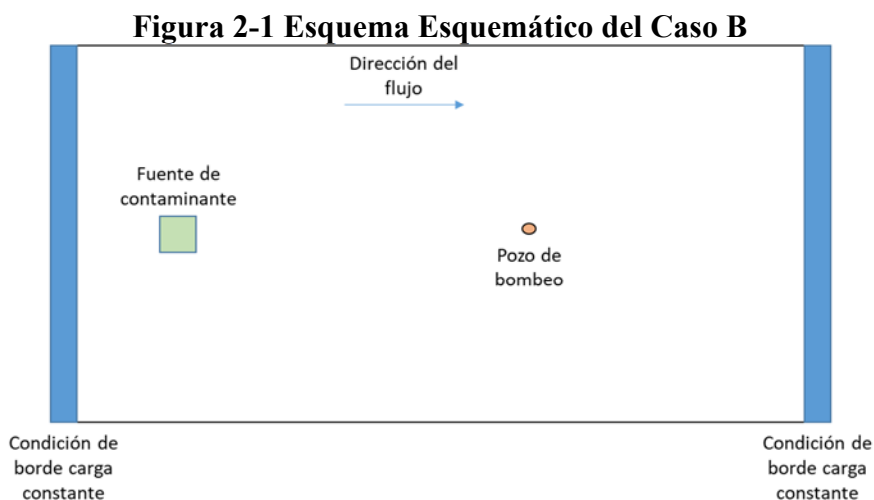 Figura 2-1 Esquema Esquemático del Caso B
Dirección del
flujo
Fuente de
contaminante
Pozo de
bombeo
Condición de
borde carga
constante
Condición de
borde carga
constante